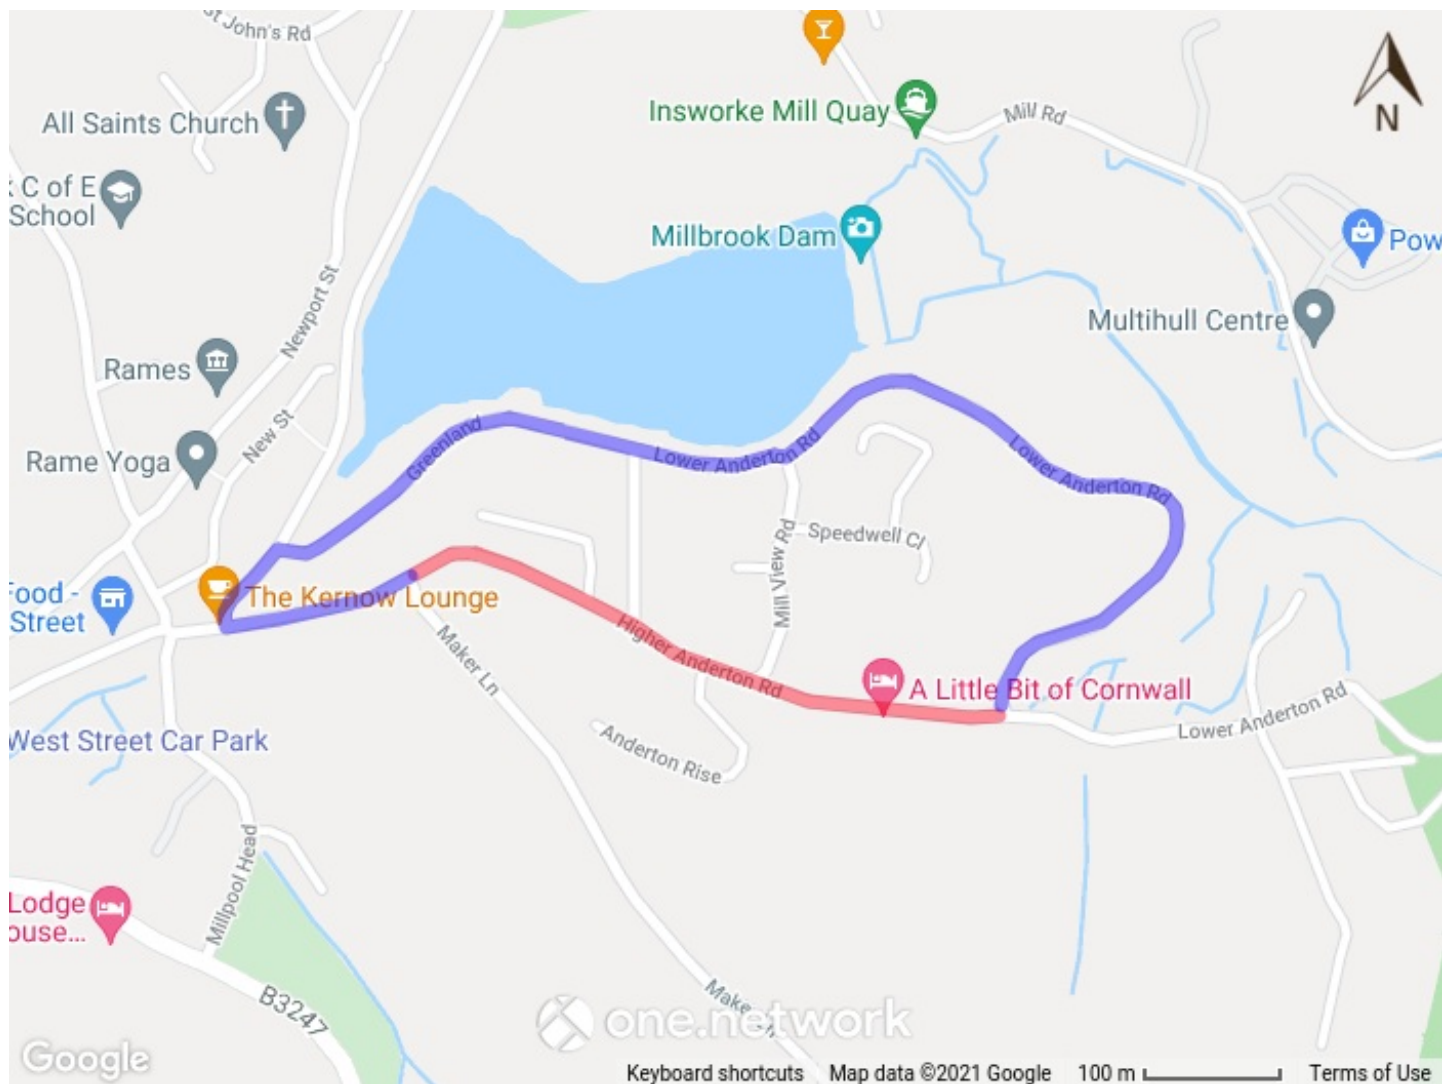 st John's Rd
All Saints Church
Insworke Mill Quay
Mill Rd
N
k C of E
School
Millbrook Dam
Pow
Newport St
Multihull Centre
Rames
New St
Rame Yoga
Greenland
Lower Anderton Rd
Lower Anderton Rd
Speedwell Cl
Mill View Rd
Food -
Street
The Kernow Lounge
Maker Ln
Higher Anderton Rd
A Little Bit of Cornwall
Lower Anderton Rd
West Street Car Park
Anderton Rise
Millpool Head
Lodge
ouse...
B3247
Maker Ln
one.network
Google
Keyboard shortcuts Map data ©2021 Google 100 m Terms of Use